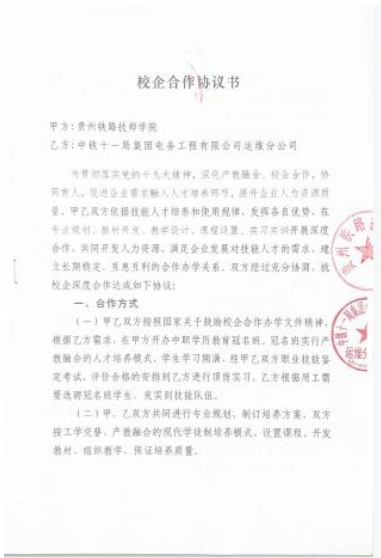 校企合作协议书
甲方：贵州铁路技师学院
乙方：中铁十一局集团电务工程有限公司运维分公司
为贯彻落实党的十九大精神，深化产教融合、校企合作，协
同育人，促进企业需求融入人才培养环节，提升企业人力资源质
量，甲乙双方依据技能人才培养和使用规律，发挥各自优势，在
专业规划、教材开发、教学设计、课程设置、实习实训开展深度
合作，共同开发人力资源，满足企业发展对技能人才的需求，建
立长期稳定、互惠互利的合作办学关系，双方经过充分协商，就
校企深度合作达成如下协议：
一、合作方式
（一）甲乙双方按照国家关于鼓励校企合作办学文件精神，
根据乙方需求，在甲方开办中职学历教育冠名班，冠名班实行产
教融合的人才培养模式，学生学习期满，经甲乙双方职业技能鉴
定考试，评价合格的安排到乙方进行顶岗实习，乙方根据用工需
要选聘冠名班学生，充实到技能队伍。
（二）甲、乙双方共同进行专业规划，制订培养方案，双方
按工学交替、产教融合的现代学徒制培养模式，设置课程、开发
教材、组织教学、保证培养质量。
贵州铁路
中铁十一局集团